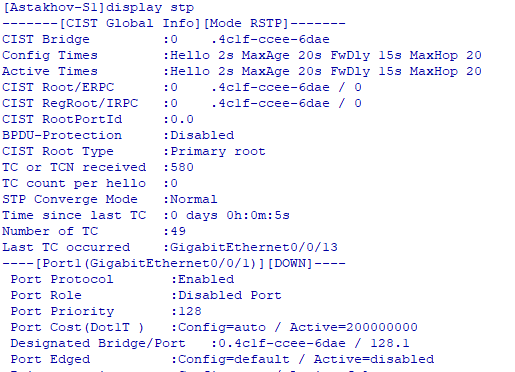 [Astakhov-S1]display stp
-------[CIST Global Info][Mode RSTP]-------
CIST Bridge         :0    .4c1f-ccee-6dae
Config Times        :Hello 2s MaxAge 20s FwDly 15s MaxHop 20
Active Times        :Hello 2s MaxAge 20s FwDly 15s MaxHop 20
CIST Root/ERPC      :0    .4c1f-ccee-6dae / 0
CIST RegRoot/IRPC   :0    .4c1f-ccee-6dae / 0
CIST RootPortId     :0.0
BPDU-Protection     :Disabled
CIST Root Type      :Primary root
TC or TCN received  :580
TC count per hello  :0
STP Converge Mode   :Normal
Time since last TC  :0 days 0h:0m:5s
Number of TC        :49
Last TC occurred    :GigabitEthernet0/0/13
----[Port1(GigabitEthernet0/0/1)][DOWN]----
 Port Protocol       :Enabled
 Port Role           :Disabled Port
 Port Priority       :128
 Port Cost(Dot1T )   :Config=auto / Active=200000000
 Designated Bridge/Port   :0.4c1f-ccee-6dae / 128.1
 Port Edged          :Config=default / Active=disabled